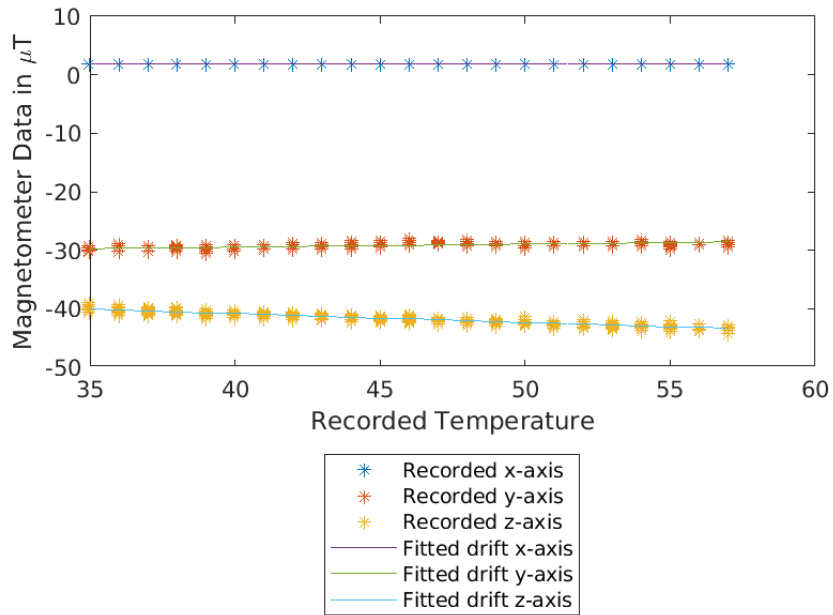 10
0
-10
-20
-30
-40
-50
Magnetometer Data in μT
35 40 45 50 55 60
Recorded Temperature
Recorded x-axis
Recorded y-axis
Recorded z-axis
Fitted drift x-axis
Fitted drift y-axis
Fitted drift z-axis